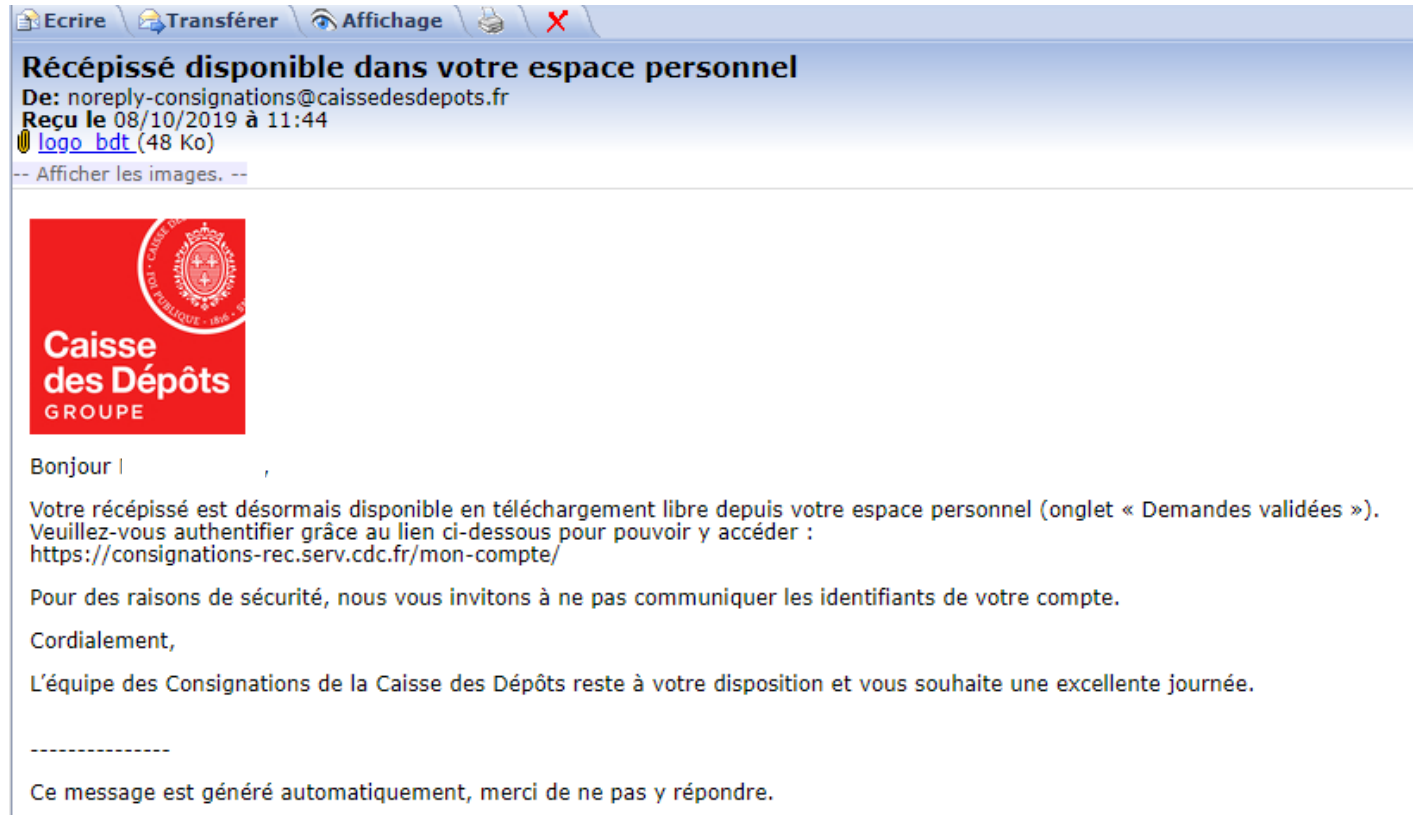 Ecrire Transférer Affichage
Récépissé disponible dans votre espace personnel
De: noreply-consignations@caissedesdepots.fr
Reçu le 08/10/2019 à 11:44
logo_bdt (48 Ko)
-- Afficher les images. --
Caisse
des Dépôts
GROUPE
Bonjour ,
Votre récépissé est désormais disponible en téléchargement libre depuis votre espace personnel (onglet « Demandes validées »).
Veuillez-vous authentifier grâce au lien ci-dessous pour pouvoir y accéder :
https://consignations-rec.serv.cdc.fr/mon-compte/
Pour des raisons de sécurité, nous vous invitons à ne pas communiquer les identifiants de votre compte.
Cordialement,
L'équipe des Consignations de la Caisse des Dépôts reste à votre disposition et vous souhaite une excellente journée.
---------------
Ce message est généré automatiquement, merci de ne pas y répondre.